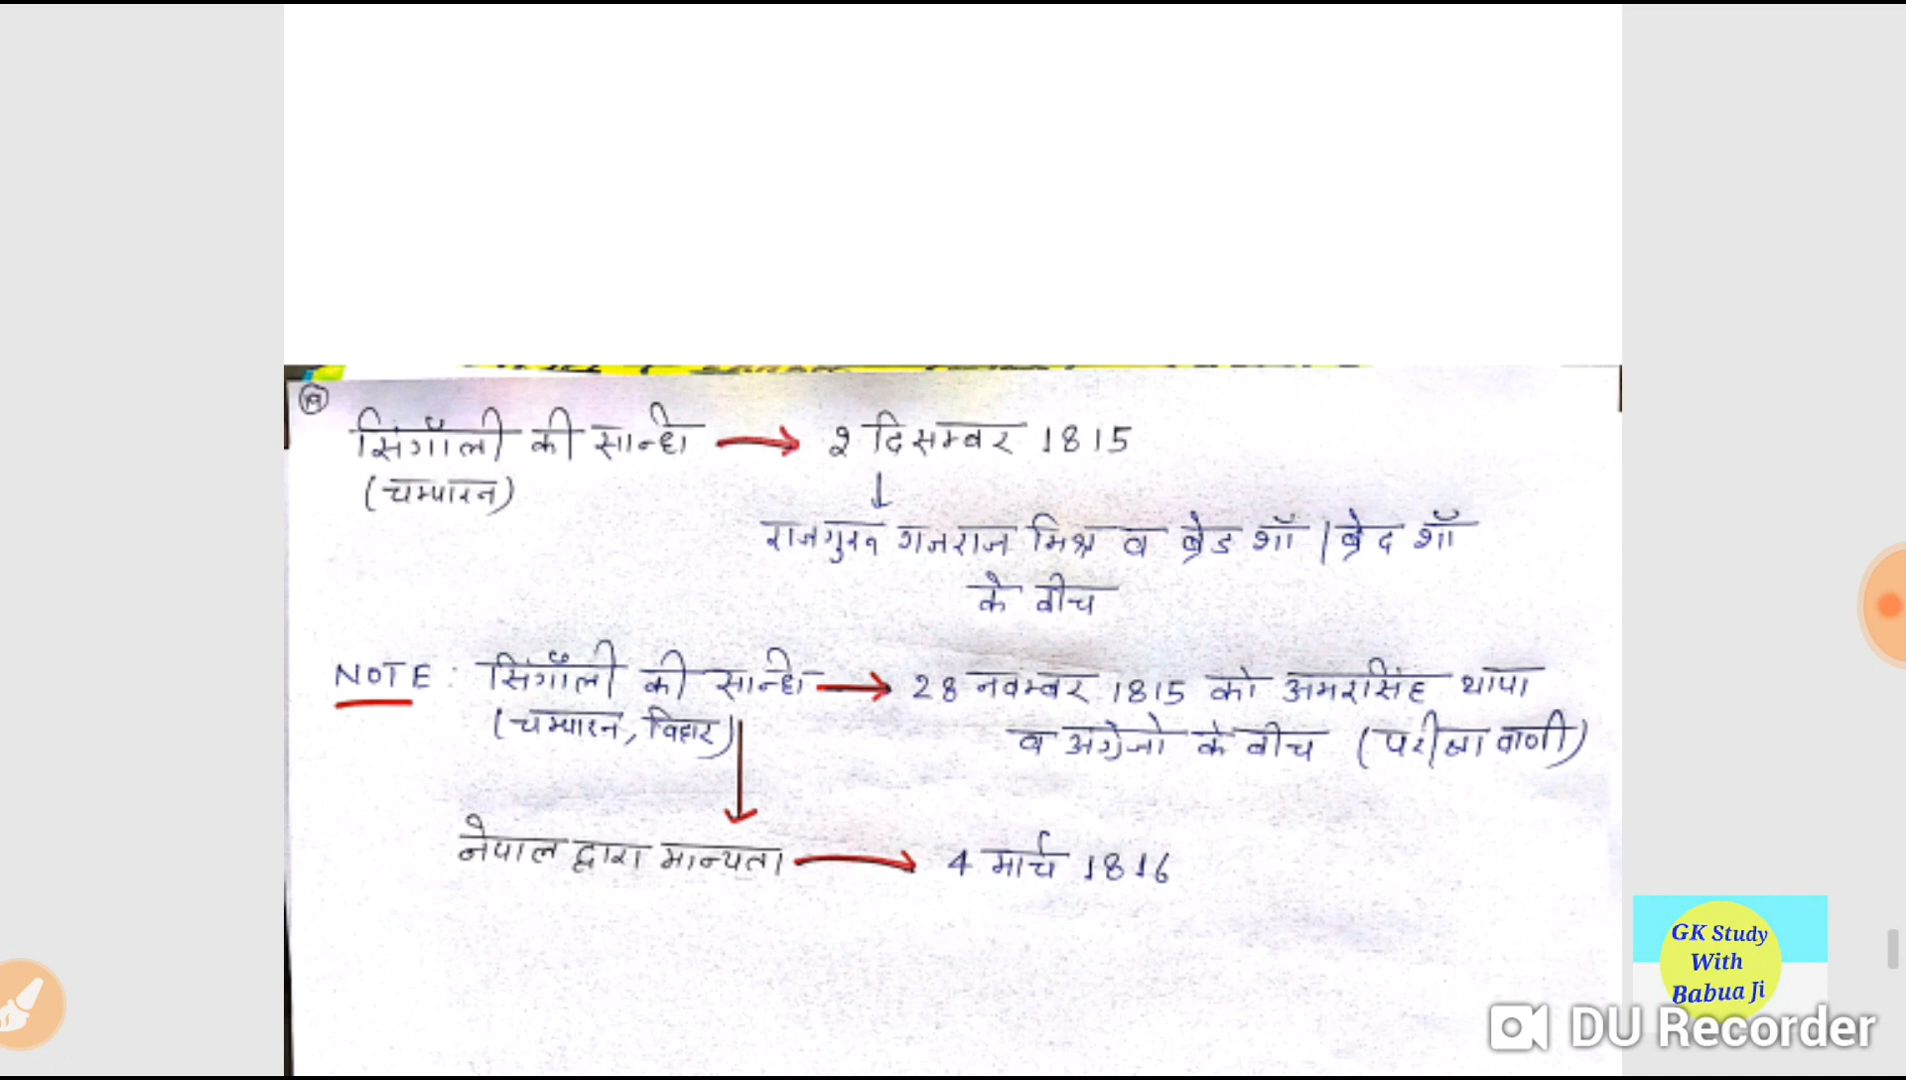 19
सिंगौली की सन्धि → 2 दिसम्बर 1815
(चम्पारन)
↓
राजगुरु गजराज मिश्र व ब्रेड शॉ / ब्रेद शॉ
के बीच
NOTE : सिंगौली की सन्धि → 28 नवम्बर 1815 को अमरसिंह थापा
(चम्पारन, बिहार) व अंग्रेजो के बीच (परीक्षा वाणी)
नेपाल द्वारा मान्यता → 4 मार्च 1816
GK Study
With
Babua Ji
DU Recorder